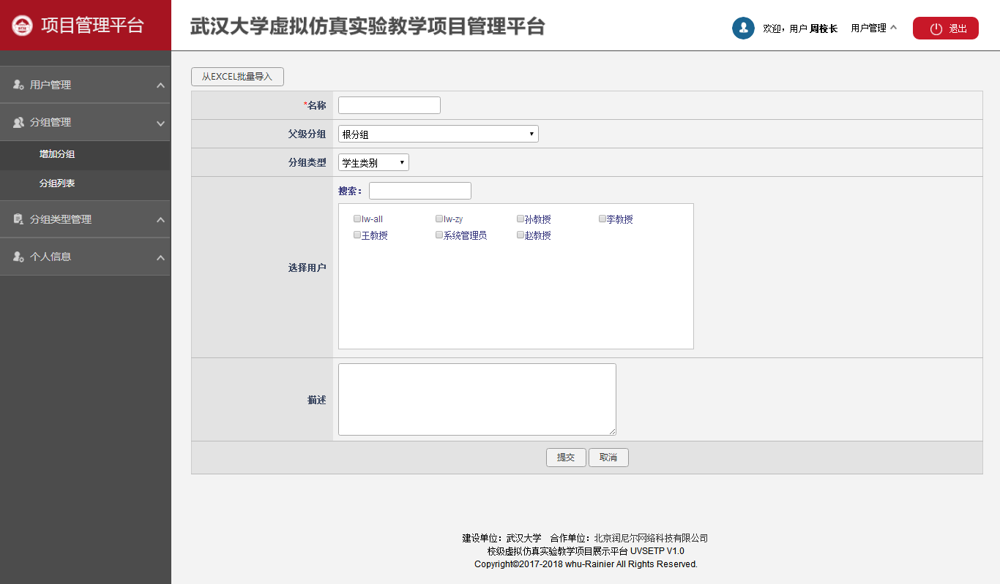 项目管理平台
武汉大学虚拟仿真实验教学项目管理平台
欢迎，用户 周校长 用户管理 退出
用户管理
分组管理
增加分组
分组列表
分组类型管理
个人信息
从EXCEL批量导入
*名称
父级分组 根分组
分组类型 学生类别
选择用户
搜索：
lw-all lw-zy 孙教授 李教授
王教授 系统管理员 赵教授
描述
提交 取消
建设单位：武汉大学 合作单位：北京润尼尔网络科技有限公司
校级虚拟仿真实验教学项目展示平台 UVSETP V1.0
Copyright©2017-2018 whu-Rainier All Rights Reserved.